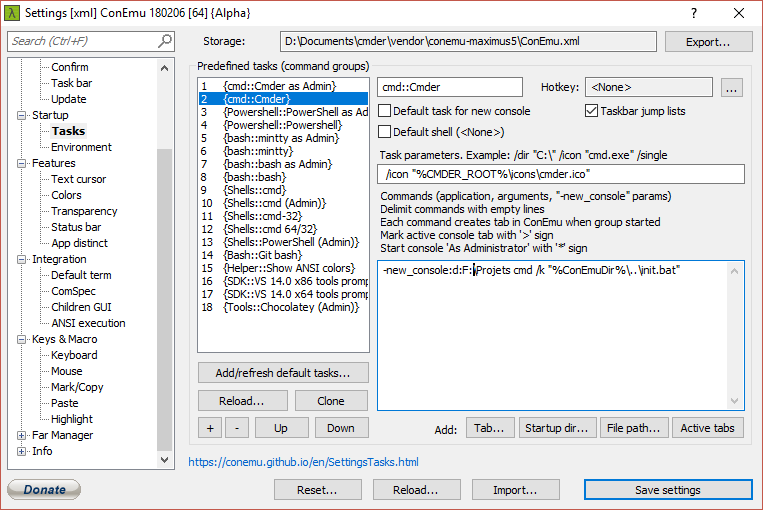 Settings [xml] ConEmu 180206 [64] {Alpha}
Search (Ctrl+F)
Storage:
D:\Documents\cmder\vendor\conemu-maximus5\ConEmu.xml
Export...
Confirm
Task bar
Update
Startup
Tasks
Environment
Features
Text cursor
Colors
Transparency
Status bar
App distinct
Integration
Default term
ComSpec
Children GUI
ANSI execution
Keys & Macro
Keyboard
Mouse
Mark/Copy
Paste
Highlight
Far Manager
Info
Predefined tasks (command groups)
1 {cmd::Cmder as Admin}
2 {cmd::Cmder}
3 {Powershell::PowerShell as Ad
4 {Powershell::Powershell}
5 {bash::mintty as Admin}
6 {bash::mintty}
7 {bash::bash as Admin}
8 {bash::bash}
9 {Shells::cmd}
10 {Shells::cmd (Admin)}
11 {Shells::cmd-32}
12 {Shells::cmd 64/32}
13 {Shells::PowerShell (Admin)}
14 {Bash::Git bash}
15 {Helper::Show ANSI colors}
16 {SDK::VS 14.0 x86 tools promp
17 {SDK::VS 14.0 x64 tools promp
18 {Tools::Chocolatey (Admin)}
Add/refresh default tasks...
Reload...
Clone
+
-
Up
Down
cmd::Cmder
Hotkey:
<None>
...
Default task for new console
Taskbar jump lists
Default shell (<None>)
Task parameters. Example: /dir "C:\" /icon "cmd.exe" /single
/icon "%CMDER_ROOT%\icons\cmder.ico"
Commands (application, arguments, "-new_console" params)
Delimit commands with empty lines
Each command creates tab in ConEmu when group started
Mark active console tab with '>' sign
Start console 'As Administrator' with '*' sign
-new_console:d:F:\Projets cmd /k "%ConEmuDir%\..\init.bat"
Add:
Tab...
Startup dir...
File path...
Active tabs
https://conemu.github.io/en/SettingsTasks.html
Donate
Reset...
Reload...
Import...
Save settings